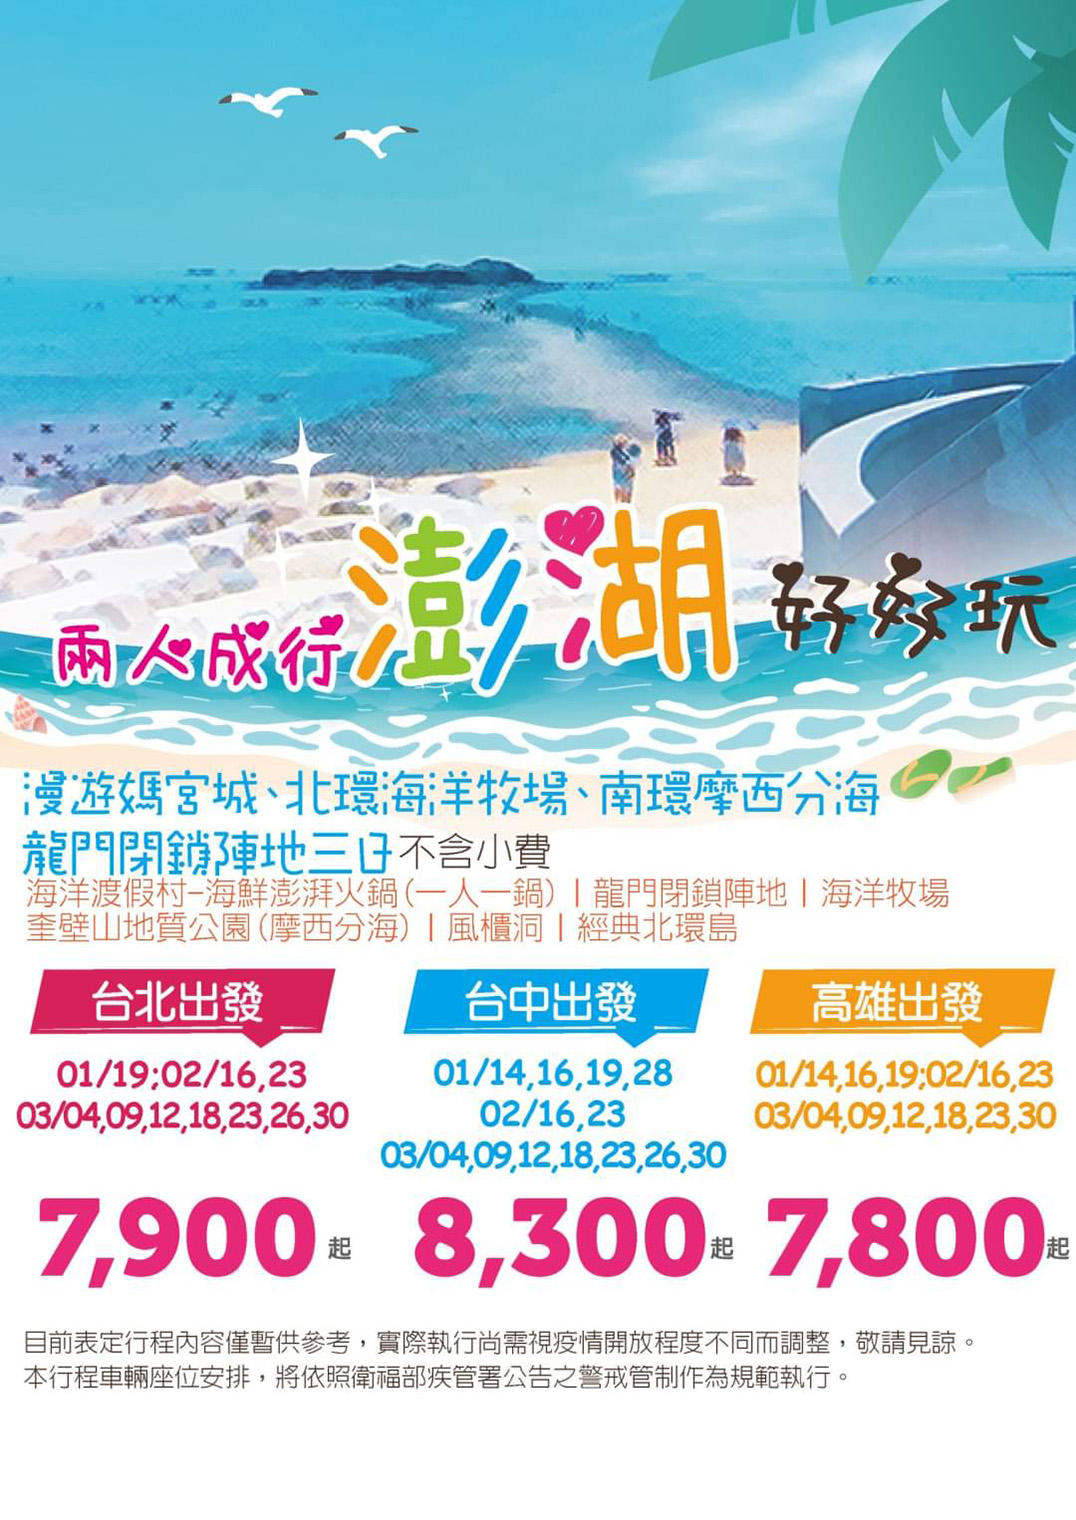 兩人成行澎湖好好玩
漫遊媽宮城、北環海洋牧場、南環摩西分海
龍門閉鎖陣地三日不含小費
海洋渡假村-海鮮澎湃火鍋(一人一鍋)|龍門閉鎖陣地|海洋牧場
奎壁山地質公園(摩西分海)|風櫃洞|經典北環島
台北出發
01/19;02/16,23
03/04,09,12,18,23,26,30
7,900起
台中出發
01/14,16,19,28
02/16,23
03/04,09,12,18,23,26,30
8,300起
高雄出發
01/14,16,19;02/16,23
03/04,09,12,18,23,30
7,800起
目前表定行程內容僅暫供參考，實際執行尚需視疫情開放程度不同而調整，敬請見諒。
本行程車輛座位安排，將依照衛福部疾管署公告之警戒管制作為規範執行。